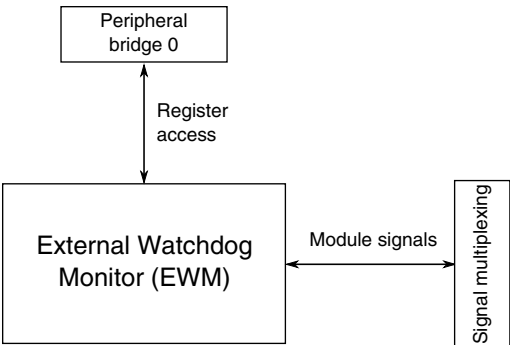 Peripheral
bridge 0
Register
access
External Watchdog
Monitor (EWM)
Module signals
Signal multiplexing